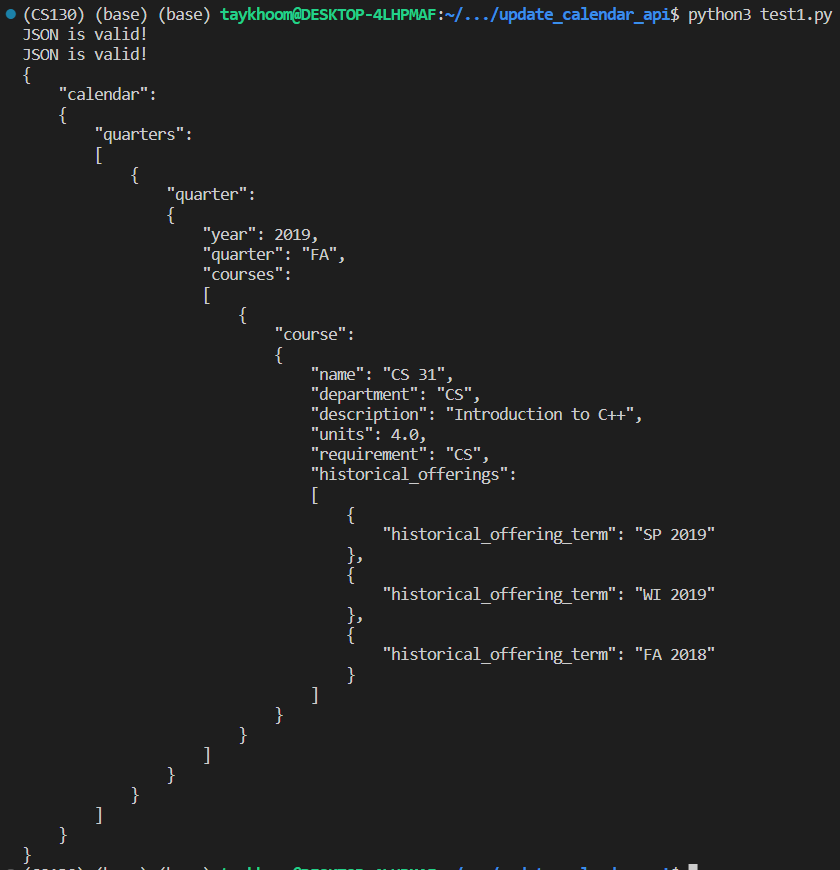 (CS130) (base) (base) taykhoom@DESKTOP-4LHPMAF:~/.../update_calendar_api$ python3 test1.py
JSON is valid!
JSON is valid!
{
    "calendar":
    {
        "quarters":
        [
            {
                "quarter":
                {
                    "year": 2019,
                    "quarter": "FA",
                    "courses":
                    [
                        {
                            "course":
                            {
                                "name": "CS 31",
                                "department": "CS",
                                "description": "Introduction to C++",
                                "units": 4.0,
                                "requirement": "CS",
                                "historical_offerings":
                                [
                                    {
                                        "historical_offering_term": "SP 2019"
                                    },
                                    {
                                        "historical_offering_term": "WI 2019"
                                    },
                                    {
                                        "historical_offering_term": "FA 2018"
                                    }
                                ]
                            }
                        }
                    ]
                }
            }
        ]
    }
}